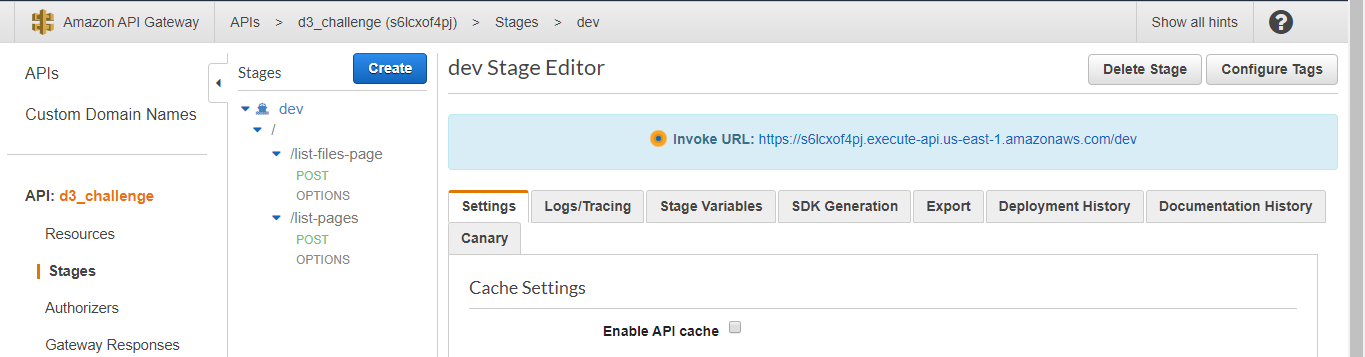 Amazon API Gateway APIs > d3_challenge (s6lcxof4pj) > Stages > dev Show all hints ?
APIs
Custom Domain Names
API: d3_challenge
Resources
Stages
Authorizers
Gateway Responses
Stages Create
dev
/
/list-files-page
POST
OPTIONS
/list-pages
POST
OPTIONS
dev Stage Editor Delete Stage Configure Tags
Invoke URL: https://s6lcxof4pj.execute-api.us-east-1.amazonaws.com/dev
Settings Logs/Tracing Stage Variables SDK Generation Export Deployment History Documentation History
Canary
Cache Settings
Enable API cache